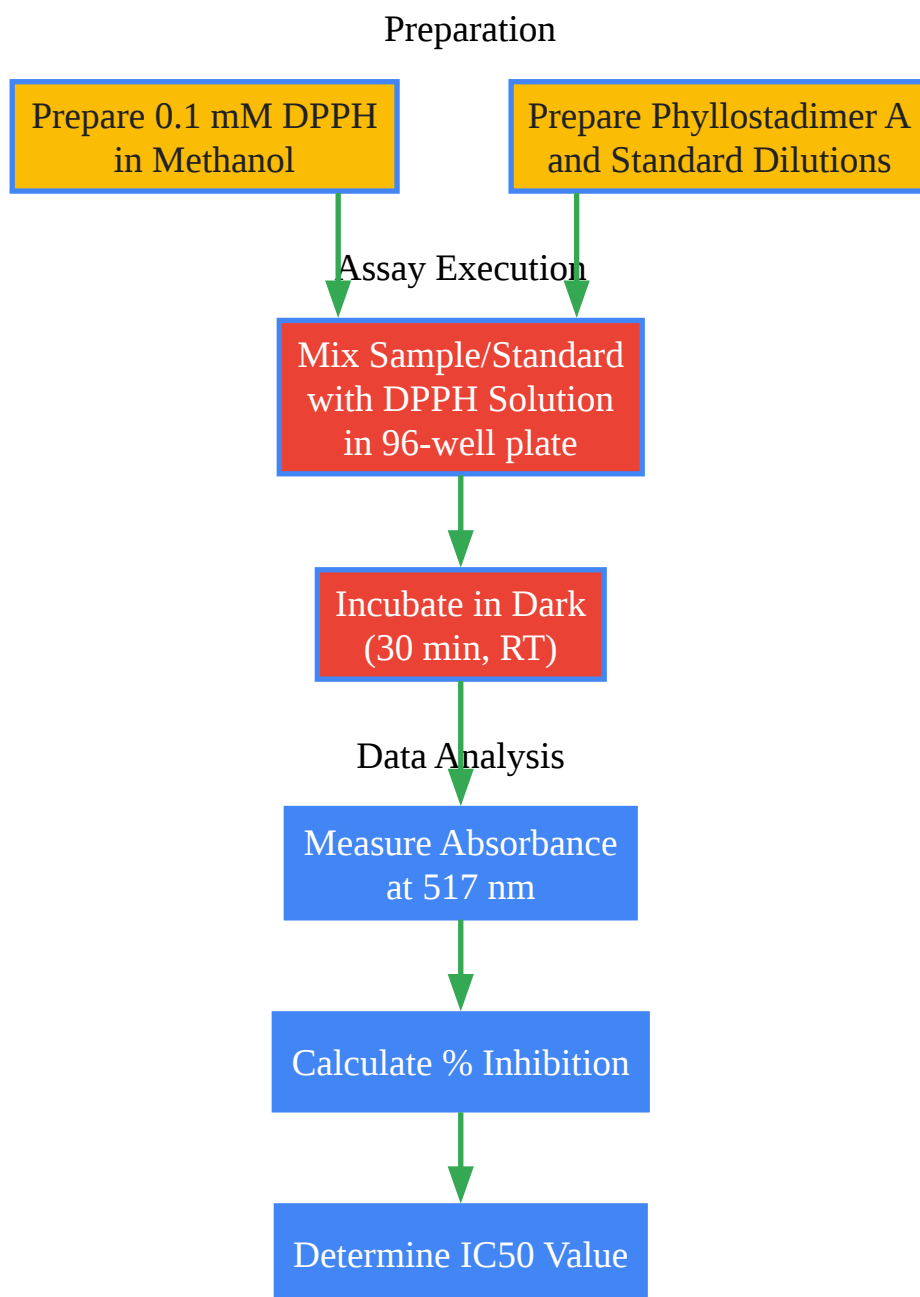 Preparation
Prepare 0.1 mM DPPH
in Methanol
Prepare Phyllostadimer A
and Standard Dilutions
Assay Execution
Mix Sample/Standard
with DPPH Solution
in 96-well plate
Incubate in Dark
(30 min, RT)
Data Analysis
Measure Absorbance
at 517 nm
Calculate % Inhibition
Determine IC50 Value